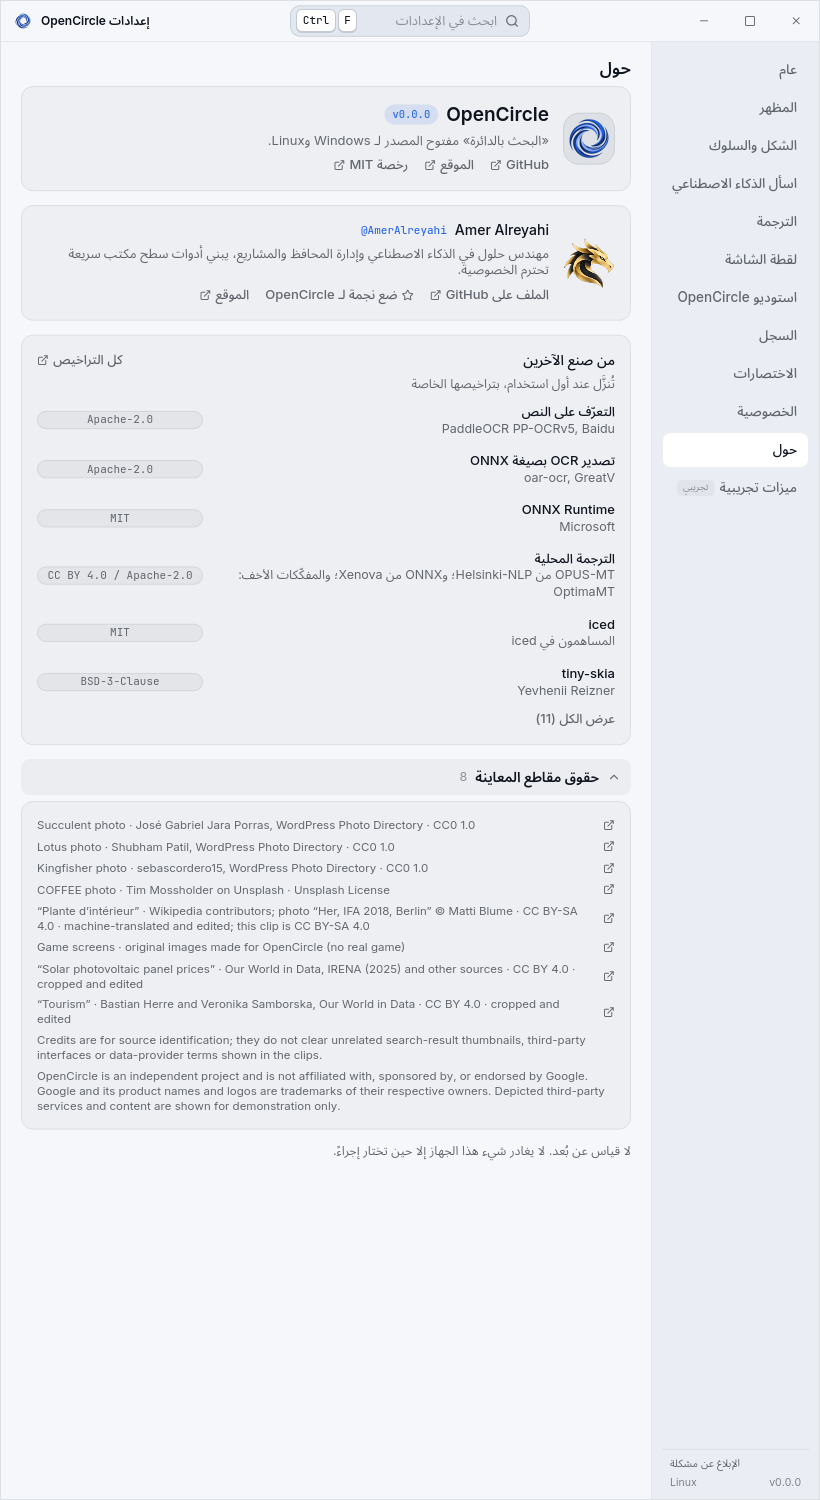 إعدادات OpenCircle
ابحث في الإعدادات
Ctrl F
عام
المظهر
الشكل والسلوك
اسأل الذكاء الاصطناعي
الترجمة
لقطة الشاشة
استوديو OpenCircle
السجل
الاختصارات
الخصوصية
حول
ميزات تجريبية تجريبي
الإبلاغ عن مشكلة
v0.0.0 Linux
حول
OpenCircle v0.0.0
«البحث بالدائرة» مفتوح المصدر لـ Windows وLinux.
GitHub الموقع رخصة MIT
Amer Alreyahi @AmerAlreyahi
مهندس حلول في الذكاء الاصطناعي وإدارة المحافظ والمشاريع، يبني أدوات سطح مكتب سريعة
تحترم الخصوصية.
الملف على GitHub ضع نجمة لـ OpenCircle الموقع
من صنع الآخرين كل التراخيص
تُنزَّل عند أول استخدام، بتراخيصها الخاصة
التعرّف على النص
PaddleOCR PP-OCRv5, Baidu
Apache-2.0
تصدير OCR بصيغة ONNX
oar-ocr, GreatV
Apache-2.0
ONNX Runtime
Microsoft
MIT
الترجمة المحلية
OPUS-MT من Helsinki-NLP؛ وONNX من Xenova؛ والمفكّكات الأخف:
OptimaMT
CC BY 4.0 / Apache-2.0
iced
المساهمون في iced
MIT
tiny-skia
Yevhenii Reizner
BSD-3-Clause
عرض الكل (11)
حقوق مقاطع المعاينة 8
Succulent photo · José Gabriel Jara Porras, WordPress Photo Directory · CC0 1.0
Lotus photo · Shubham Patil, WordPress Photo Directory · CC0 1.0
Kingfisher photo · sebascordero15, WordPress Photo Directory · CC0 1.0
COFFEE photo · Tim Mossholder on Unsplash · Unsplash License
“Plante d’intérieur” · Wikipedia contributors; photo “Her, IFA 2018, Berlin” © Matti Blume · CC BY-SA
4.0 · machine-translated and edited; this clip is CC BY-SA 4.0
Game screens · original images made for OpenCircle (no real game)
“Solar photovoltaic panel prices” · Our World in Data, IRENA (2025) and other sources · CC BY 4.0 ·
cropped and edited
“Tourism” · Bastian Herre and Veronika Samborska, Our World in Data · CC BY 4.0 · cropped and
edited
Credits are for source identification; they do not clear unrelated search-result thumbnails, third-party
interfaces or data-provider terms shown in the clips.
OpenCircle is an independent project and is not affiliated with, sponsored by, or endorsed by Google.
Google and its product names and logos are trademarks of their respective owners. Depicted third-party
services and content are shown for demonstration only.
لا قياس عن بُعد. لا يغادر شيء هذا الجهاز إلا حين تختار إجراءً.